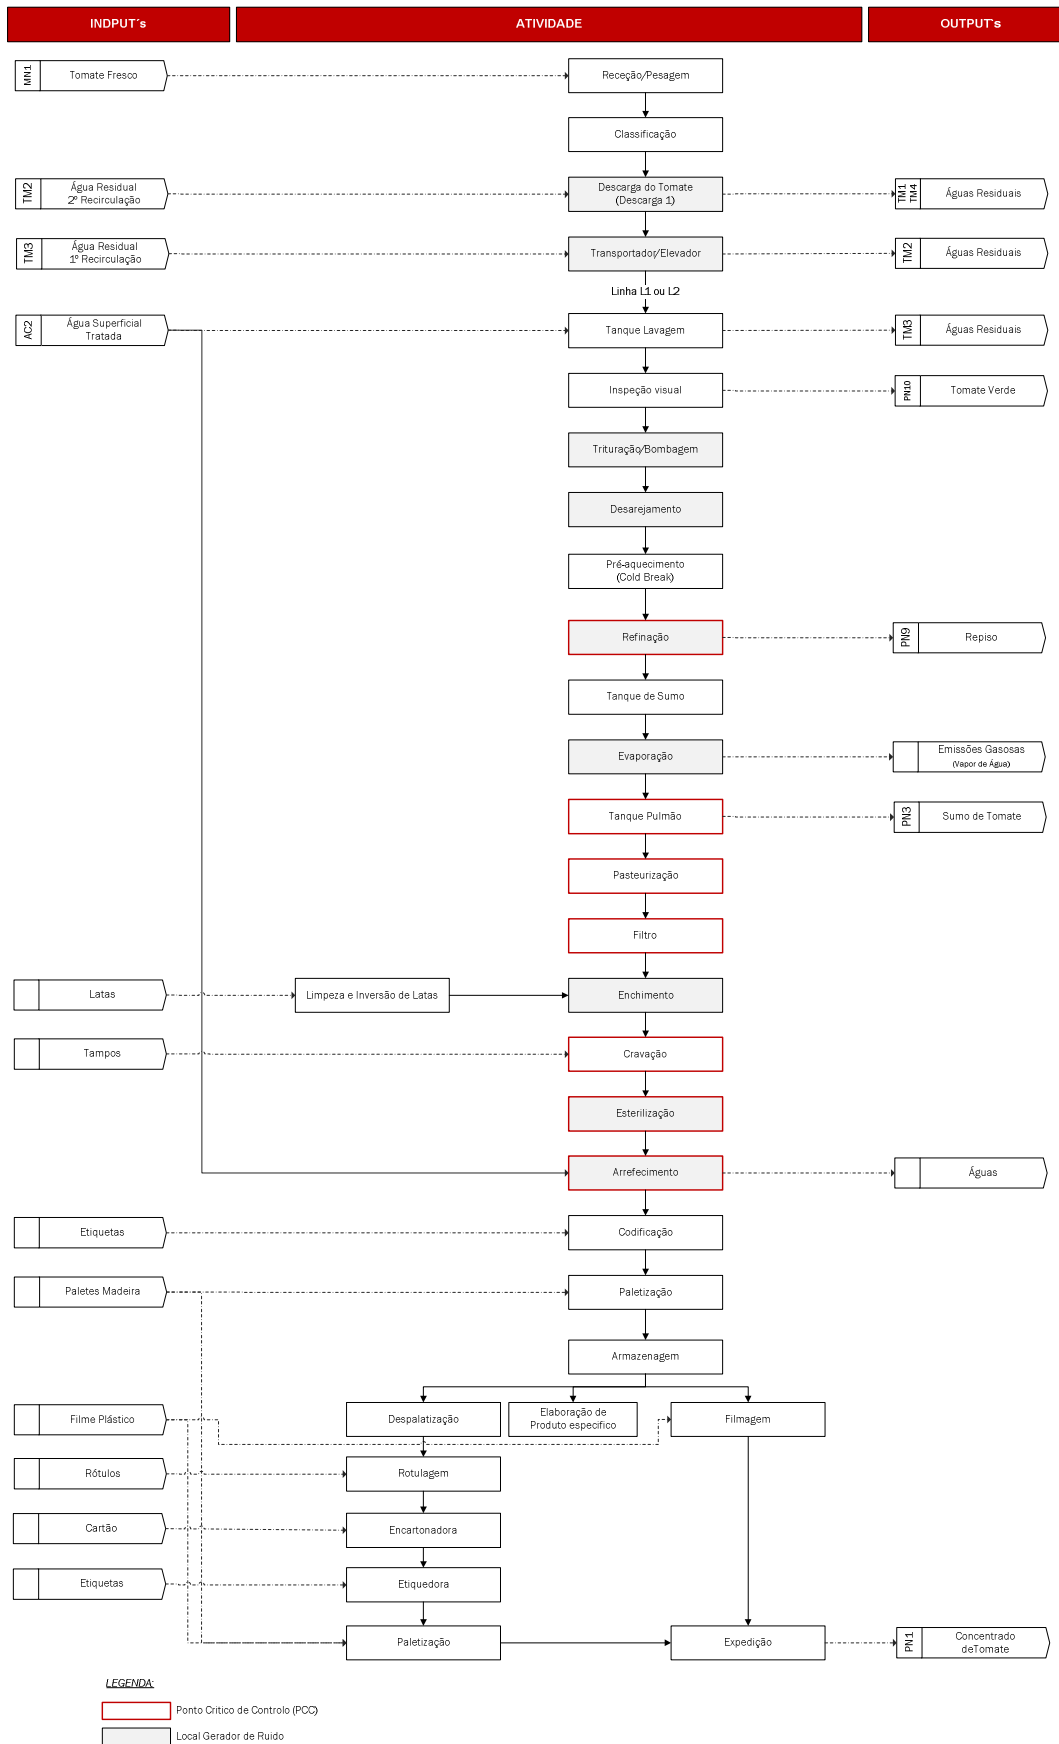 INDPUT´s
ATIVIDADE
OUTPUT`s
MN1
Tomate Fresco
Receção/Pesagem
Classificação
TM2
Água Residual
2º Recirculação
Descarga do Tomate
(Descarga 1)
TM1
TM4
Águas Residuais
TM3
Água Residual
1º Recirculação
Transportador/Elevador
TM2
Águas Residuais
Linha L1 ou L2
AC2
Água Superficial
Tratada
Tanque Lavagem
TM3
Águas Residuais
Inspeção visual
PN10
Tomate Verde
Trituração/Bombagem
Desarejamento
Pré-aquecimento
(Cold Break)
Refinação
PN9
Repiso
Tanque de Sumo
Evaporação
Emissões Gasosas
(Vapor de Água)
Tanque Pulmão
PN3
Sumo de Tomate
Pasteurização
Filtro
Latas
Limpeza e Inversão de Latas
Enchimento
Tampos
Cravação
Esterilização
Arrefecimento
Águas
Etiquetas
Codificação
Paletes Madeira
Paletização
Armazenagem
Filme Plástico
Despalatização
Elaboração de
Produto especifico
Filmagem
Rótulos
Rotulagem
Cartão
Encartonadora
Etiquetas
Etiquedora
Paletização
Expedição
PN1
Concentrado
deTomate
LEGENDA:
Ponto Critico de Controlo (PCC)
Local Gerador de Ruido